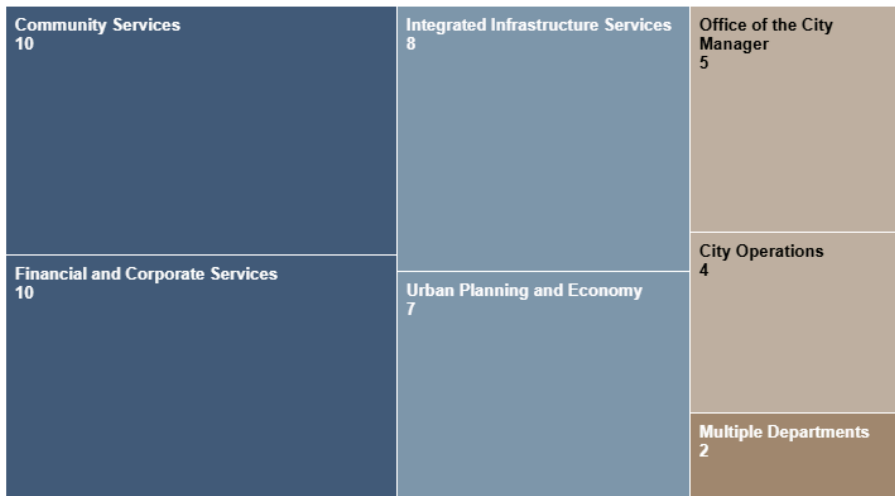 Community Services
10
Financial and Corporate Services
10
Integrated Infrastructure Services
8
Urban Planning and Economy
7
Office of the City
Manager
5
City Operations
4
Multiple Departments
2